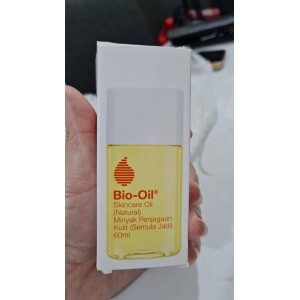 Bio-Oil®
Skincare Oil
(Natural)
Minyak Penjagaan
Kulit (Semula Jadi)
60ml